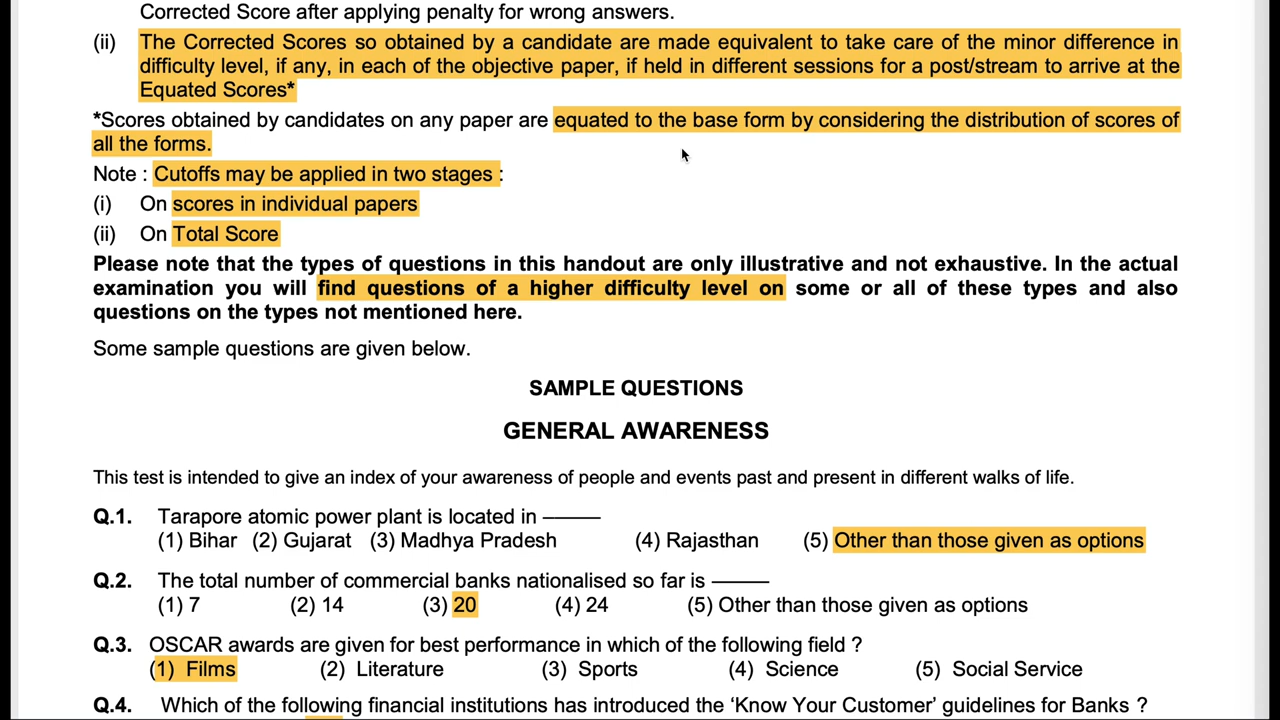 Corrected Score after applying penalty for wrong answers.
(ii) The Corrected Scores so obtained by a candidate are made equivalent to take care of the minor difference in
difficulty level, if any, in each of the objective paper, if held in different sessions for a post/stream to arrive at the
Equated Scores*
*Scores obtained by candidates on any paper are equated to the base form by considering the distribution of scores of
all the forms.
Note : Cutoffs may be applied in two stages :
(i) On scores in individual papers
(ii) On Total Score
Please note that the types of questions in this handout are only illustrative and not exhaustive. In the actual
examination you will find questions of a higher difficulty level on some or all of these types and also
questions on the types not mentioned here.
Some sample questions are given below.
SAMPLE QUESTIONS
GENERAL AWARENESS
This test is intended to give an index of your awareness of people and events past and present in different walks of life.
Q.1. Tarapore atomic power plant is located in ———
(1) Bihar (2) Gujarat (3) Madhya Pradesh (4) Rajasthan (5) Other than those given as options
Q.2. The total number of commercial banks nationalised so far is ———
(1) 7 (2) 14 (3) 20 (4) 24 (5) Other than those given as options
Q.3. OSCAR awards are given for best performance in which of the following field ?
(1) Films (2) Literature (3) Sports (4) Science (5) Social Service
Q.4. Which of the following financial institutions has introduced the ‘Know Your Customer’ guidelines for Banks ?